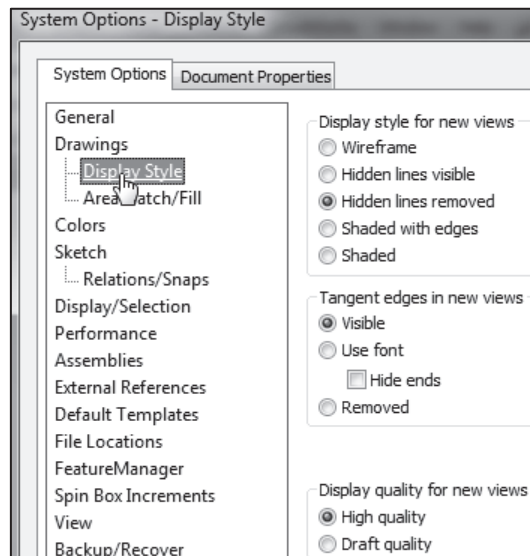 System Options - Display Style
System Options
Document Properties
General
Drawings
Display Style
Area Hatch/Fill
Colors
Sketch
Relations/Snaps
Display/Selection
Performance
Assemblies
External References
Default Templates
File Locations
FeatureManager
Spin Box Increments
View
Backup/Recover
Display style for new views
Wireframe
Hidden lines visible
Hidden lines removed
Shaded with edges
Shaded
Tangent edges in new views
Visible
Use font
Hide ends
Removed
Display quality for new views
High quality
Draft quality